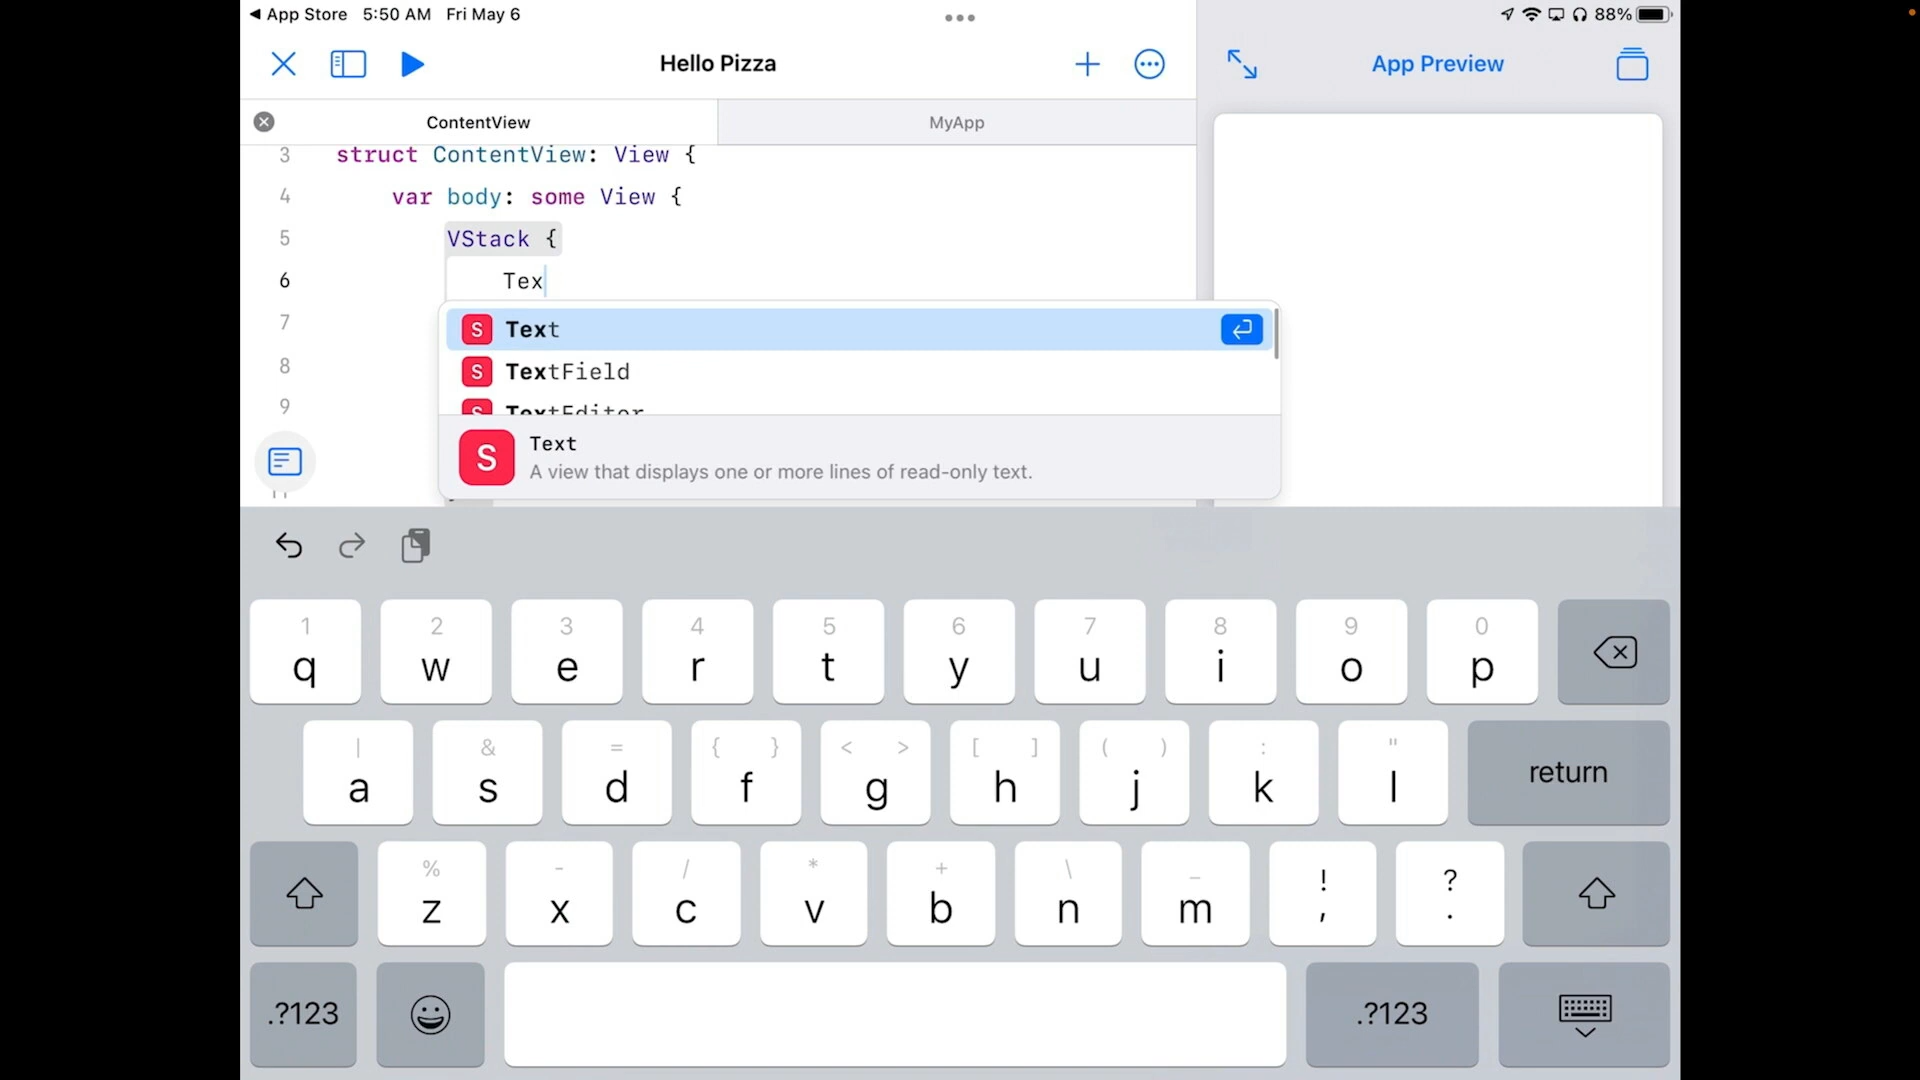 ◀ App Store 5:50 AM Fri May 6
88%
Hello Pizza
App Preview
ContentView
MyApp
3 struct ContentView: View {
4 var body: some View {
5 VStack {
6 Tex
7
8
9
S Text
S TextField
S TextEditor
S Text
A view that displays one or more lines of read-only text.
1 2 3 4 5 6 7 8 9 0
q w e r t y u i o p
| & = { } < > [ ] ( ) : "
a s d f g h j k l return
% - / * + \ _ ! ?
z x c v b n m , .
.?123 .?123